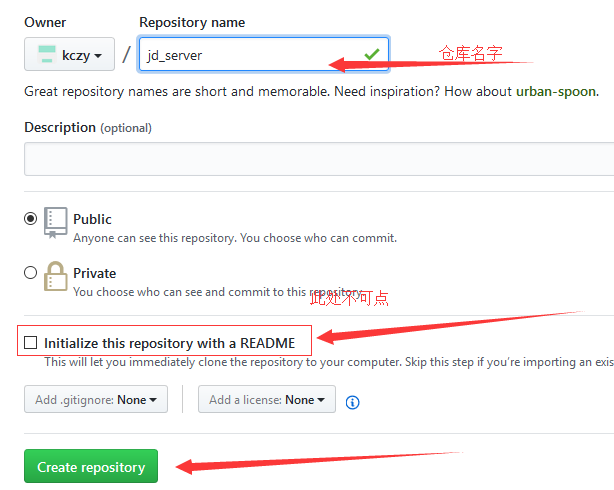 Owner
Repository name
kczy / jd_server
仓库名字
Great repository names are short and memorable. Need inspiration? How about urban-spoon.
Description (optional)
Public
Anyone can see this repository. You choose who can commit.
Private
You choose who can see and commit to this repository.
此处不可点
Initialize this repository with a README
This will let you immediately clone the repository to your computer. Skip this step if you're importing an exis
Add .gitignore: None
Add a license: None
Create repository